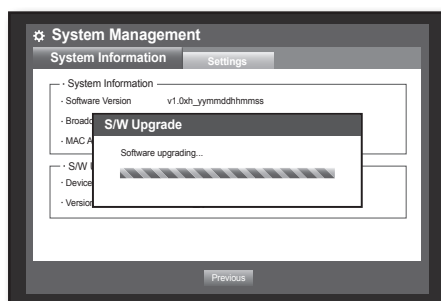 System Management
System Information
Settings
· System Information
· Software Version v1.0xh_yymmddhhmmss
· Broadc
· MAC A
· S/W U
· Device
· Version
S/W Upgrade
Software upgrading...
Previous